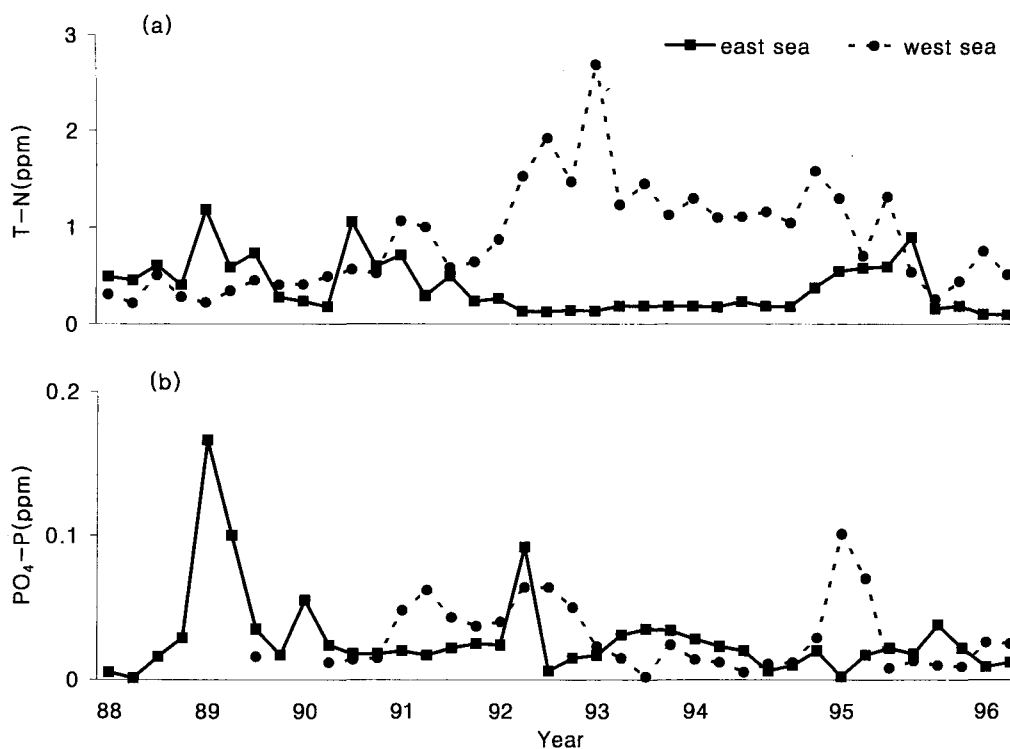 (a)
3
east sea
west sea
2
T-N(ppm)
1
0
(b)
0.2
PO₄-P(ppm)
0.1
0
88 89 90 91 92 93 94 95 96
Year